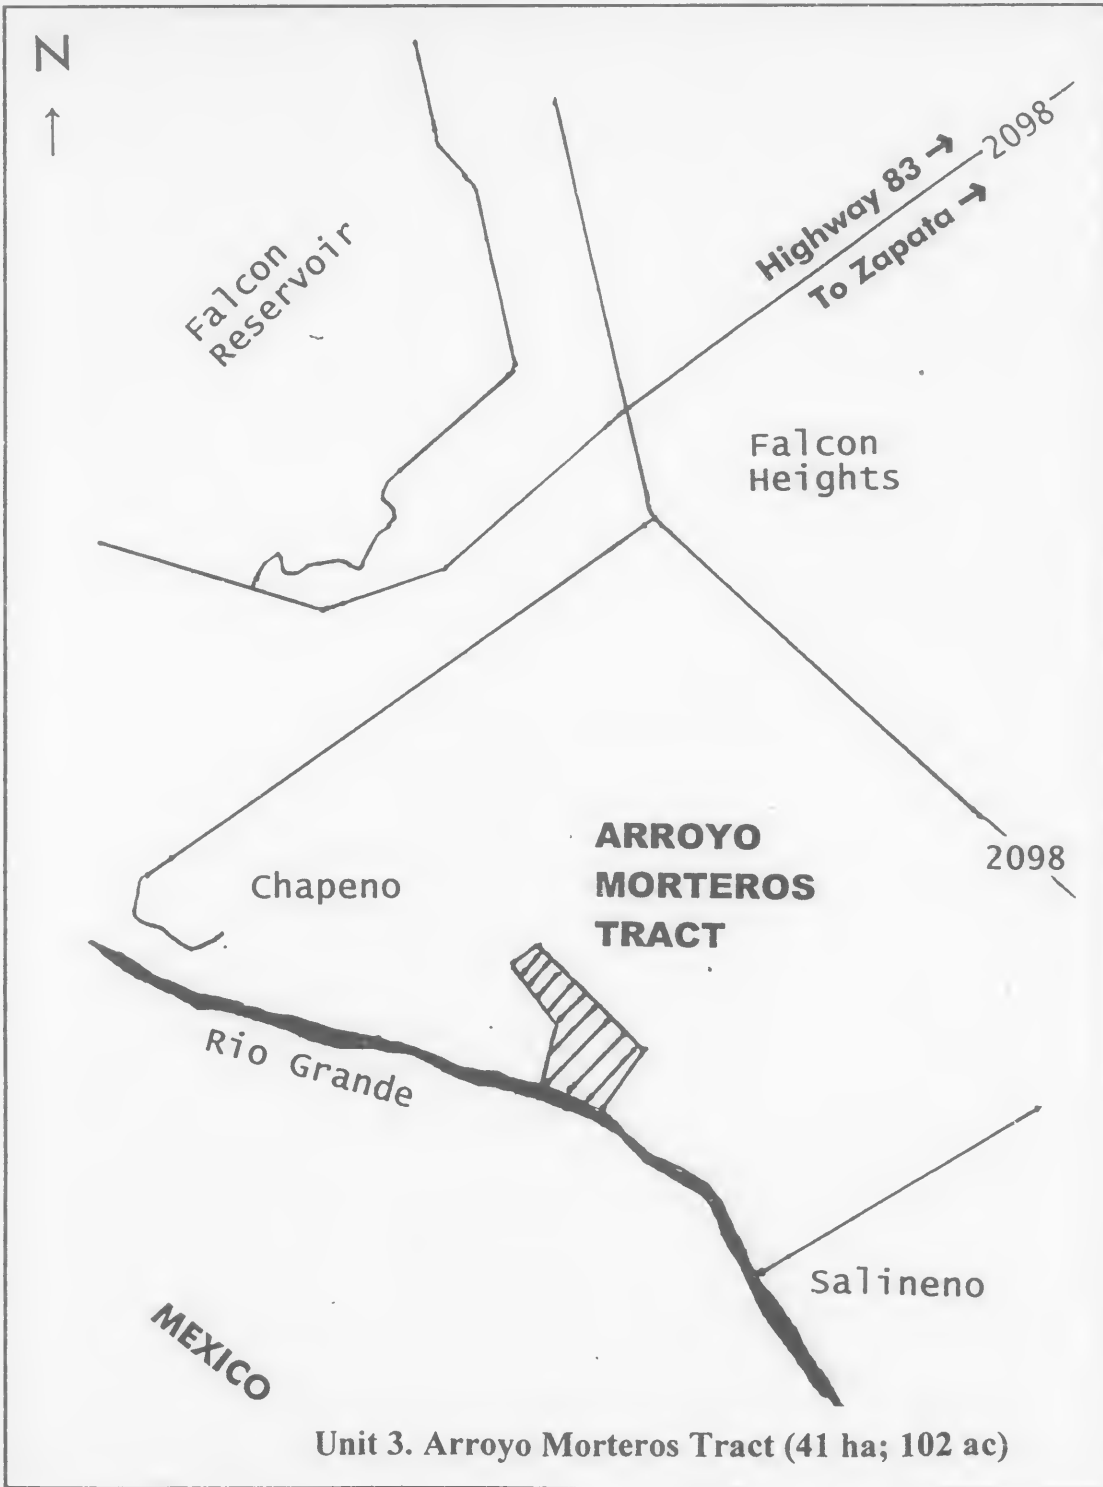 N
Falcon
Reservoir
Highway 83 →
2098
To Zapata →
Falcon
Heights
ARROYO
MORTEROS
TRACT
2098
Chapeno
Rio Grande
Salineno
MEXICO
Unit 3. Arroyo Morteros Tract (41 ha; 102 ac)